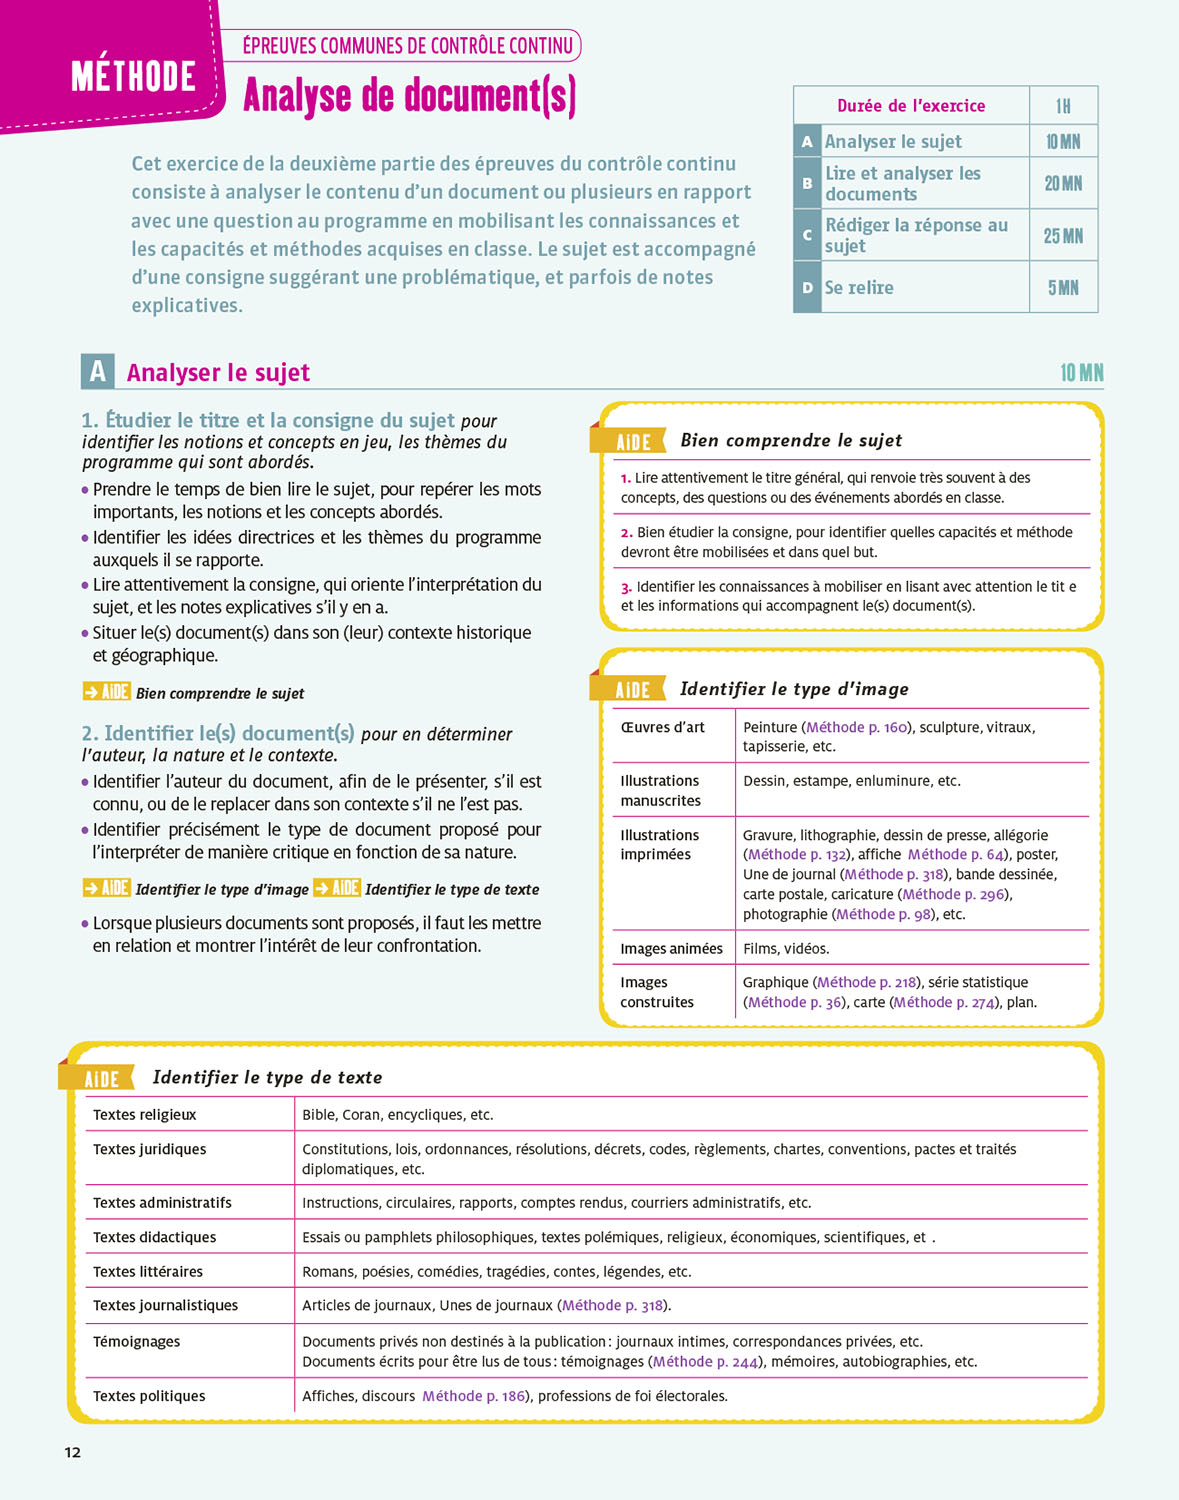 MÉTHODE
ÉPREUVES COMMUNES DE CONTRÔLE CONTINU
Analyse de document(s)
Cet exercice de la deuxième partie des épreuves du contrôle continu
consiste à analyser le contenu d'un document ou plusieurs en rapport
avec une question au programme en mobilisant les connaissances et
les capacités et méthodes acquises en classe. Le sujet est accompagné
d'une consigne suggérant une problématique, et parfois de notes
explicatives.
Durée de l'exercice 1H
A Analyser le sujet 10 MN
B Lire et analyser les
documents 20 MN
C Rédiger la réponse au
sujet 25 MN
D Se relire 5 MN
A Analyser le sujet 10 MN
1. Étudier le titre et la consigne du sujet pour
identifier les notions et concepts en jeu, les thèmes du
programme qui sont abordés.
• Prendre le temps de bien lire le sujet, pour repérer les mots
importants, les notions et les concepts abordés.
• Identifier les idées directrices et les thèmes du programme
auxquels il se rapporte.
• Lire attentivement la consigne, qui oriente l'interprétation du
sujet, et les notes explicatives s'il y en a.
• Situer le(s) document(s) dans son (leur) contexte historique
et géographique.
→ AiDE Bien comprendre le sujet
2. Identifier le(s) document(s) pour en déterminer
l'auteur, la nature et le contexte.
• Identifier l'auteur du document, afin de le présenter, s'il est
connu, ou de le replacer dans son contexte s'il ne l'est pas.
• Identifier précisément le type de document proposé pour
l'interpréter de manière critique en fonction de sa nature.
→ AiDE Identifier le type d'image → AiDE Identifier le type de texte
• Lorsque plusieurs documents sont proposés, il faut les mettre
en relation et montrer l'intérêt de leur confrontation.
AiDE Bien comprendre le sujet
1. Lire attentivement le titre général, qui renvoie très souvent à des
concepts, des questions ou des événements abordés en classe.
2. Bien étudier la consigne, pour identifier quelles capacités et méthode
devront être mobilisées et dans quel but.
3. Identifier les connaissances à mobiliser en lisant avec attention le tit e
et les informations qui accompagnent le(s) document(s).
AiDE Identifier le type d'image
Œuvres d'art Peinture (Méthode p. 160), sculpture, vitraux,
tapisserie, etc.
Illustrations Dessin, estampe, enluminure, etc.
manuscrites
Illustrations Gravure, lithographie, dessin de presse, allégorie
imprimées (Méthode p. 132), affiche Méthode p. 64), poster,
Une de journal (Méthode p. 318), bande dessinée,
carte postale, caricature (Méthode p. 296),
photographie (Méthode p. 98), etc.
Images animées Films, vidéos.
Images Graphique (Méthode p. 218), série statistique
construites (Méthode p. 36), carte (Méthode p. 274), plan.
AiDE Identifier le type de texte
Textes religieux Bible, Coran, encycliques, etc.
Textes juridiques Constitutions, lois, ordonnances, résolutions, décrets, codes, règlements, chartes, conventions, pactes et traités
diplomatiques, etc.
Textes administratifs Instructions, circulaires, rapports, comptes rendus, courriers administratifs, etc.
Textes didactiques Essais ou pamphlets philosophiques, textes polémiques, religieux, économiques, scientifiques, et .
Textes littéraires Romans, poésies, comédies, tragédies, contes, légendes, etc.
Textes journalistiques Articles de journaux, Unes de journaux (Méthode p. 318).
Témoignages Documents privés non destinés à la publication : journaux intimes, correspondances privées, etc.
Documents écrits pour être lus de tous : témoignages (Méthode p. 244), mémoires, autobiographies, etc.
Textes politiques Affiches, discours Méthode p. 186), professions de foi électorales.
12